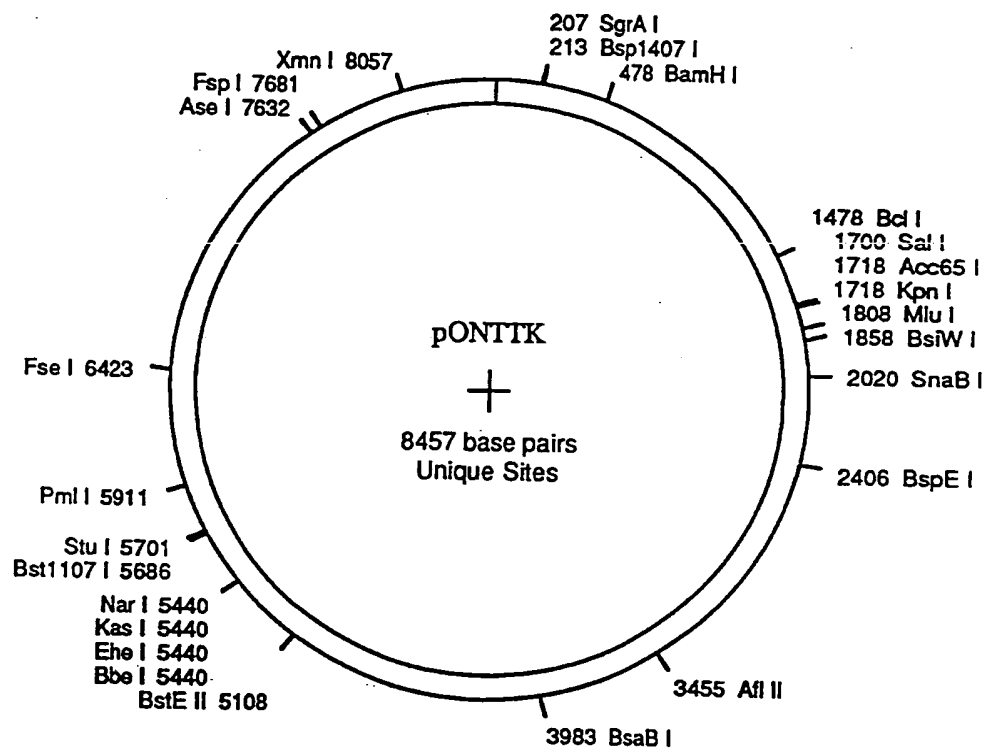 207 SgrA I
213 Bsp1407 I
478 BamH I
Xmn I 8057
Fsp I 7681
Ase I 7632
1478 Bcl I
1700 Sal I
1718 Acc65 I
1718 Kpn I
1808 Mlu I
1858 BsiW I
pONTTK
2020 SnaB I
Fse I 6423
8457 base pairs
Unique Sites
2406 BspE I
Pml I 5911
Stu I 5701
Bst1107 I 5686
Nar I 5440
Kas I 5440
Ehe I 5440
Bbe I 5440
BstE II 5108
3455 Afl II
3983 BsaB I